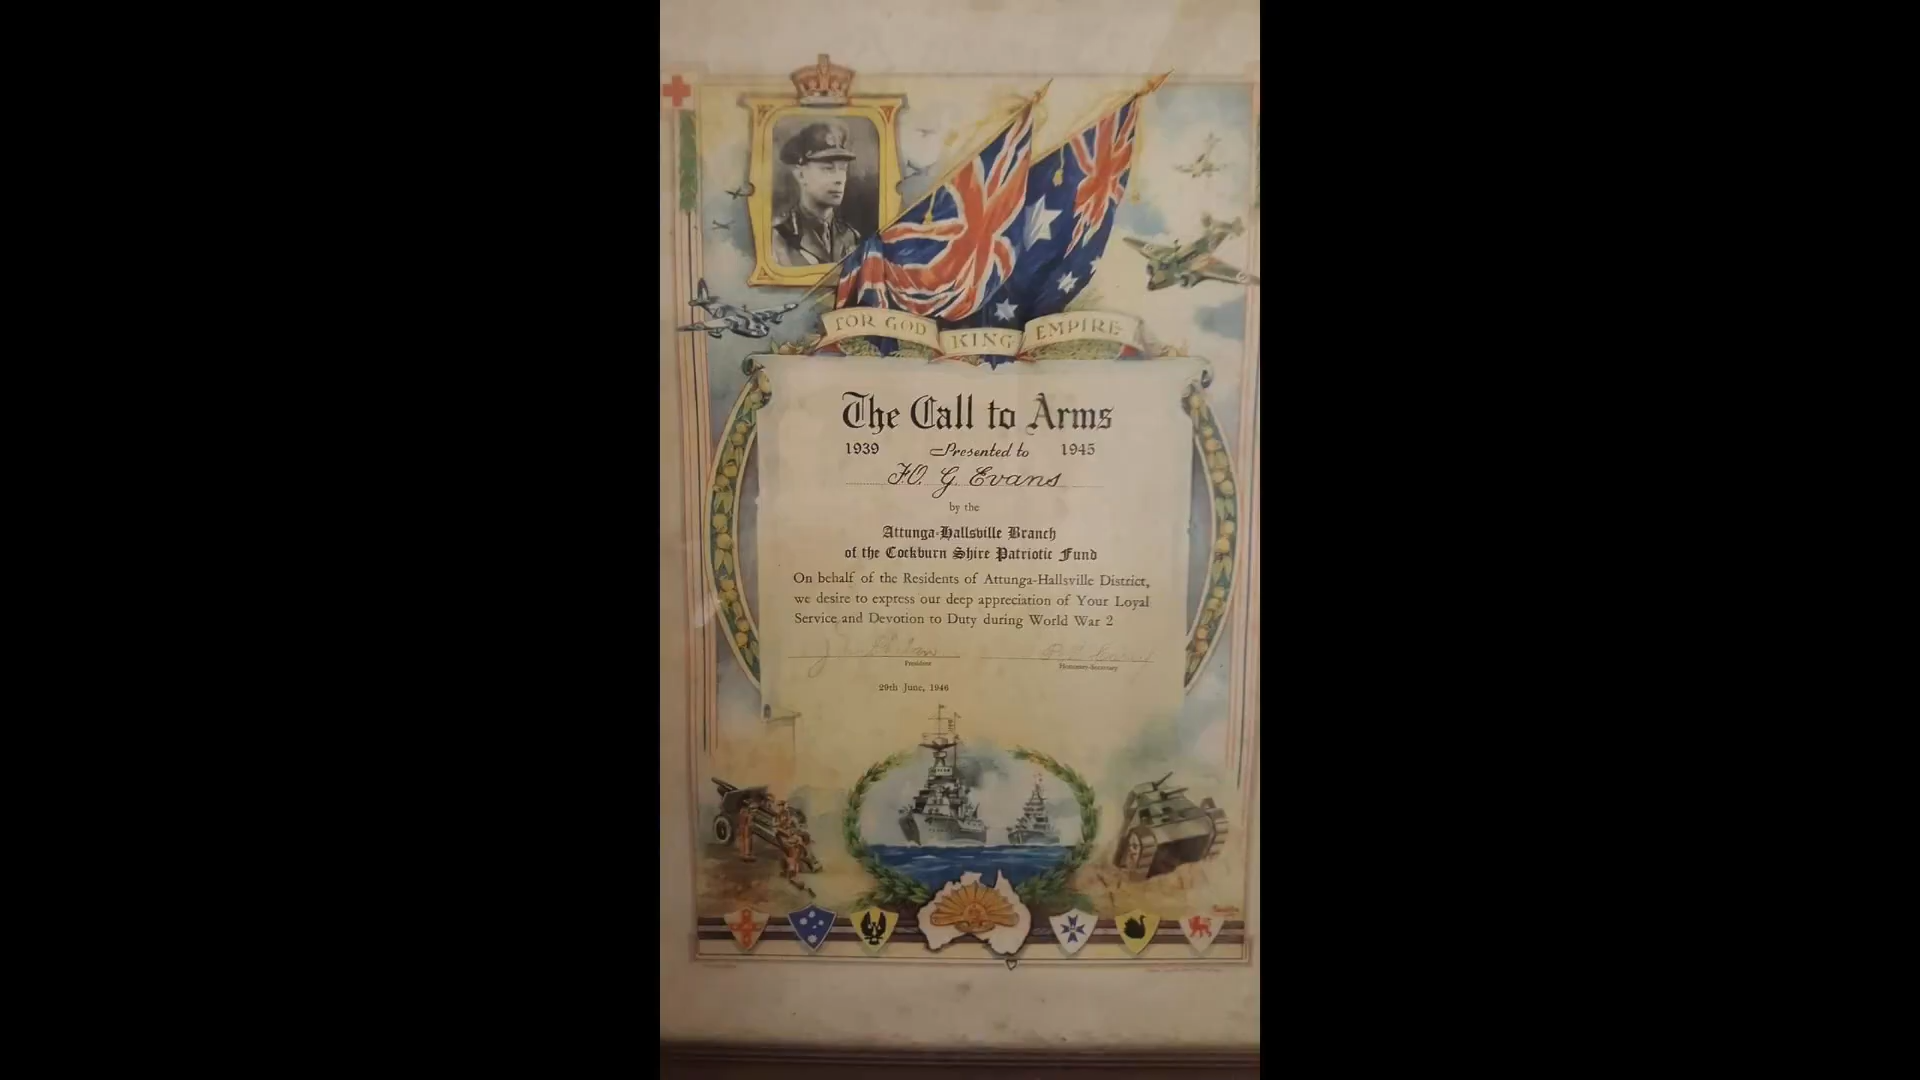 FOR GOD KING EMPIRE
The Call to Arms
1939 Presented to 1945
G. Evans
by the
Attunga-Hallsville Branch
of the Cockburn Shire Patriotic Fund
On behalf of the Residents of Attunga-Hallsville District,
we desire to express our deep appreciation of Your Loyal
Service and Devotion to Duty during World War 2
President Honorary-Secretary
29th June, 1946